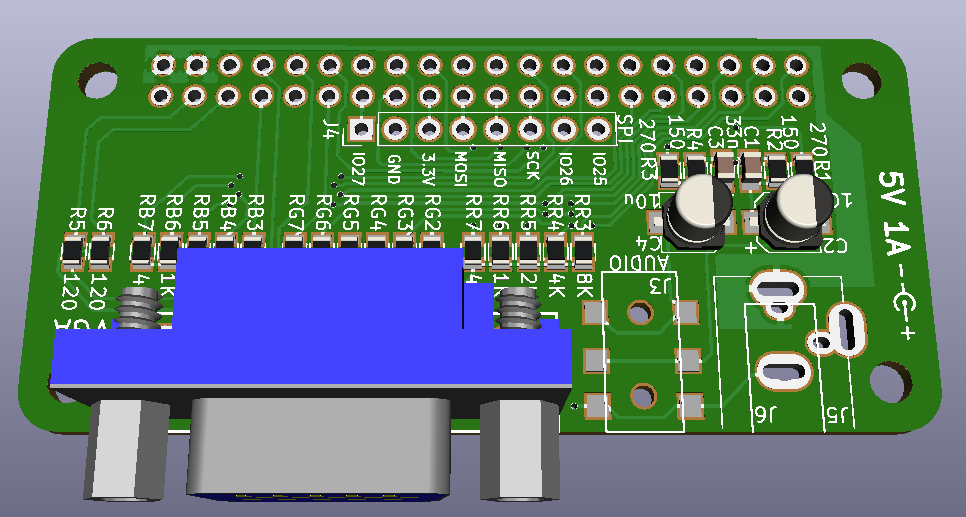 J4
SPI
IO27
GND
3.3V
MOSI
MISO
SCK
IO26
IO25
270
R3
150
R4
C3
33n
C1
R2
150
270
R1
5V 1A
+
10u
C4
+
C2
R5
R6
RB7
RB6
RB5
RB4
RB3
RG7
RG6
RG5
RG4
RG3
RG2
RR7
RR6
RR5
RR4
RR3
120
120
4K
8K
AUDIO
J3
J6
J5